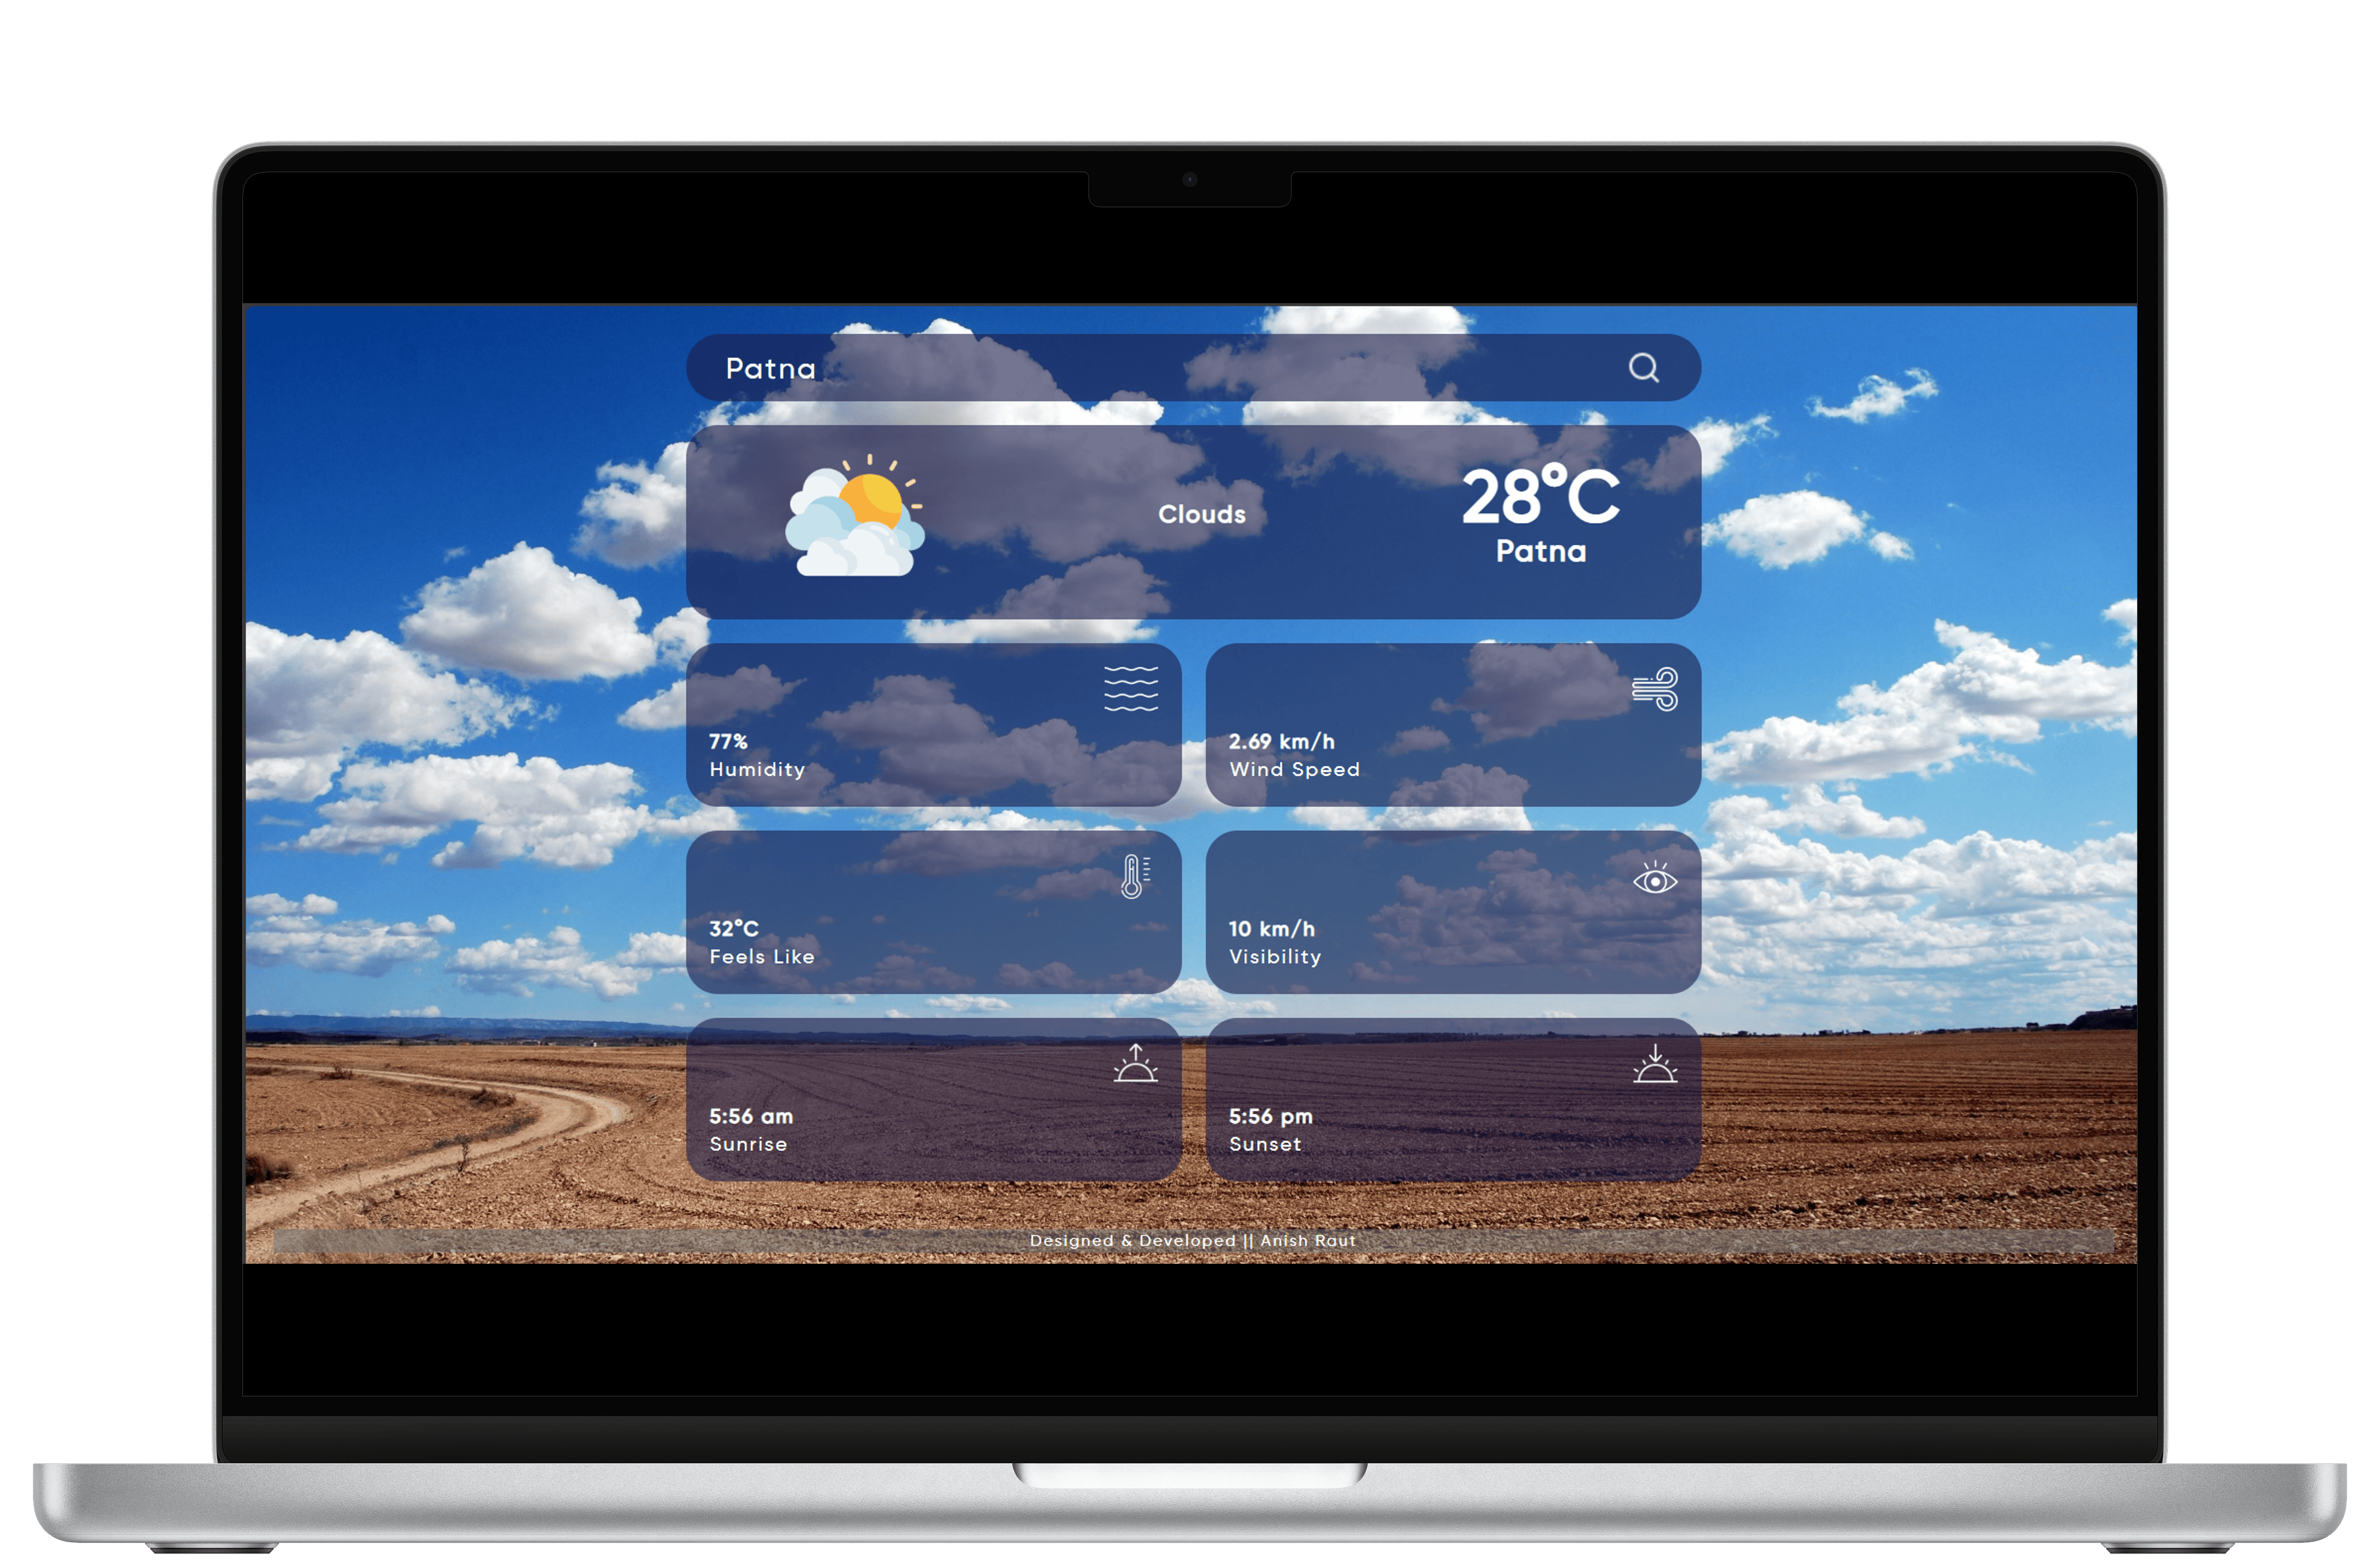 Patna
Clouds
28°C
Patna
77%
Humidity
2.69 km/h
Wind Speed
32°C
Feels Like
10 km/h
Visibility
5:56 am
Sunrise
5:56 pm
Sunset
Designed & Developed || Anish Raut